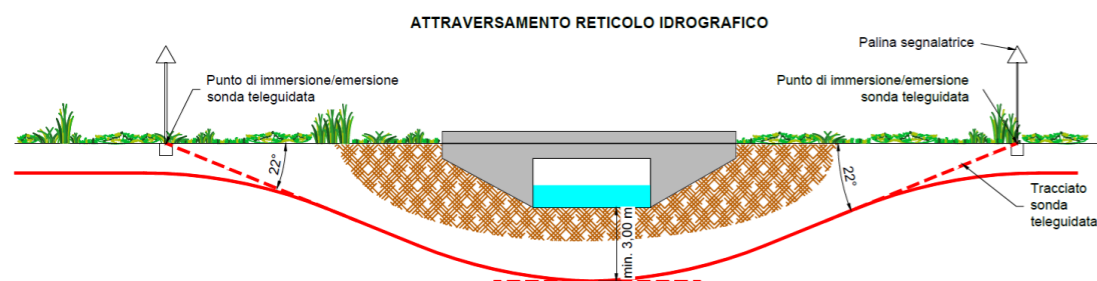 ATTRAVERSAMENTO RETICOLO IDROGRAFICO
Palina segnalatrice
Punto di immersione/emersione
sonda teleguidata
Punto di immersione/emersione
sonda teleguidata
22°
22°
min. 3,00 m
Tracciato
sonda
teleguidata